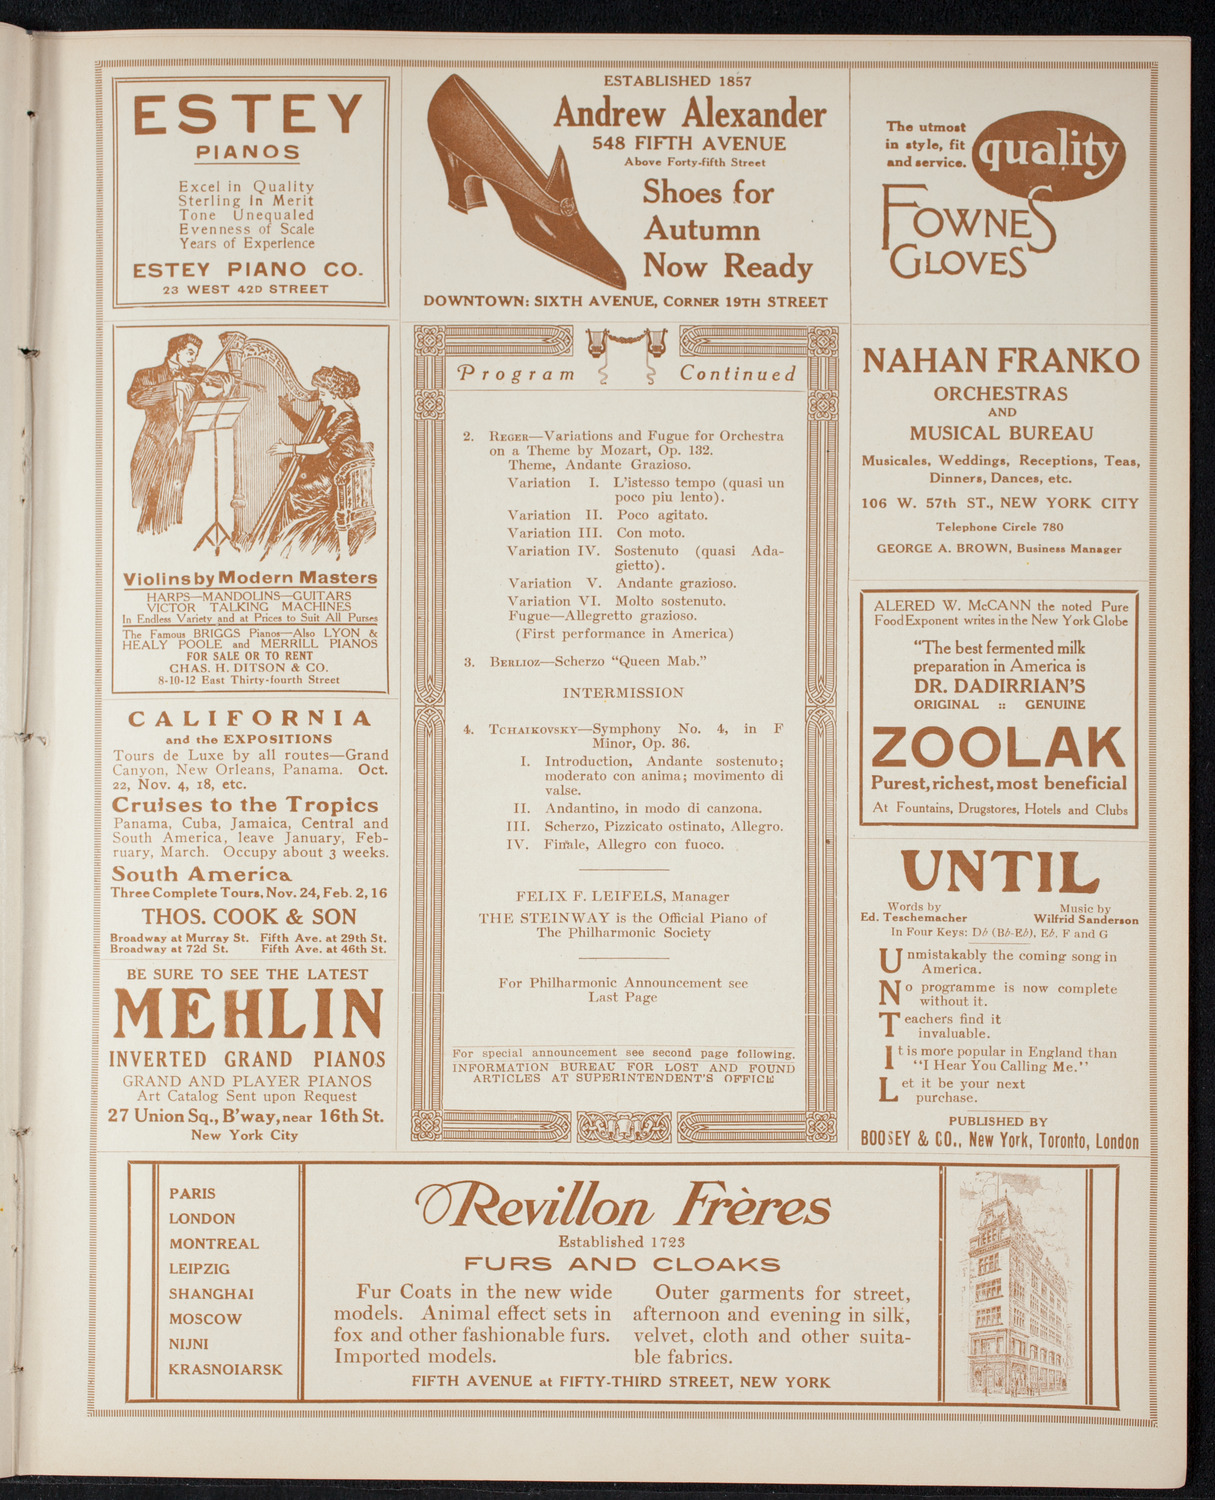 ESTEY
PIANOS
Excel in Quality
Sterling in Merit
Tone Unequaled
Evenness of Scale
Years of Experience
ESTEY PIANO CO.
23 WEST 42D STREET
ESTABLISHED 1857
Andrew Alexander
548 FIFTH AVENUE
Above Forty-fifth Street
Shoes for
Autumn
Now Ready
DOWNTOWN: SIXTH AVENUE, CORNER 19TH STREET
The utmost
in style, fit
and service.
quality
FOWNES
GLOVES
Violins by Modern Masters
HARPS—MANDOLINS—GUITARS
VICTOR TALKING MACHINES
In Endless Variety and at Prices to Suit All Purses
The Famous BRIGGS Pianos—Also LYON &
HEALY POOLE and MERRILL PIANOS
FOR SALE OR TO RENT
CHAS. H. DITSON & CO.
8-10-12 East Thirty-fourth Street
CALIFORNIA
and the EXPOSITIONS
Tours de Luxe by all routes—Grand
Canyon, New Orleans, Panama. Oct.
22, Nov. 4, 18, etc.
Cruises to the Tropics
Panama, Cuba, Jamaica, Central and
South America, leave January, Feb-
ruary, March. Occupy about 3 weeks.
South America
Three Complete Tours, Nov. 24, Feb. 2, 16
THOS. COOK & SON
Broadway at Murray St. Fifth Ave. at 29th St.
Broadway at 72d St. Fifth Ave. at 46th St.
BE SURE TO SEE THE LATEST
MEHLIN
INVERTED GRAND PIANOS
GRAND AND PLAYER PIANOS
Art Catalog Sent upon Request
27 Union Sq., B'way, near 16th St.
New York City
Program Continued
2. REGER—Variations and Fugue for Orchestra
on a Theme by Mozart, Op. 132.
Theme, Andante Grazioso.
Variation I. L'istesso tempo (quasi un
poco piu lento).
Variation II. Poco agitato.
Variation III. Con moto.
Variation IV. Sostenuto (quasi Ada-
gietto).
Variation V. Andante grazioso.
Variation VI. Molto sostenuto.
Fugue—Allegretto grazioso.
(First performance in America)
3. BERLIOZ—Scherzo "Queen Mab."
INTERMISSION
4. TCHAIKOVSKY—Symphony No. 4, in F
Minor, Op. 36.
I. Introduction, Andante sostenuto;
moderato con anima; movimento di
valse.
II. Andantino, in modo di canzona.
III. Scherzo, Pizzicato ostinato, Allegro.
IV. Finale, Allegro con fuoco.
FELIX F. LEIFELS, Manager
THE STEINWAY is the Official Piano of
The Philharmonic Society
For Philharmonic Announcement see
Last Page
For special announcement see second page following.
INFORMATION BUREAU FOR LOST AND FOUND
ARTICLES AT SUPERINTENDENT'S OFFICE
NAHAN FRANKO
ORCHESTRAS
AND
MUSICAL BUREAU
Musicales, Weddings, Receptions, Teas,
Dinners, Dances, etc.
106 W. 57th ST., NEW YORK CITY
Telephone Circle 780
GEORGE A. BROWN, Business Manager
ALERED W. McCANN the noted Pure
Food Exponent writes in the New York Globe
"The best fermented milk
preparation in America is
DR. DADIRRIAN'S
ORIGINAL :: GENUINE
ZOOLAK
Purest, richest, most beneficial
At Fountains, Drugstores, Hotels and Clubs
UNTIL
Words by Music by
Ed. Teschemacher Wilfrid Sanderson
In Four Keys: D♭ (B♭-E♭), E♭, F and G
Unmistakably the coming song in
America.
No programme is now complete
without it.
Teachers find it
invaluable.
It is more popular in England than
"I Hear You Calling Me."
Let it be your next
purchase.
PUBLISHED BY
BOOSEY & CO., New York, Toronto, London
PARIS
LONDON
MONTREAL
LEIPZIG
SHANGHAI
MOSCOW
NIJNI
KRASNOIARSK
Revillon Frères
Established 1723
FURS AND CLOAKS
Fur Coats in the new wide
models. Animal effect sets in
fox and other fashionable furs.
Imported models.
Outer garments for street,
afternoon and evening in silk,
velvet, cloth and other suita-
ble fabrics.
FIFTH AVENUE at FIFTY-THIRD STREET, NEW YORK